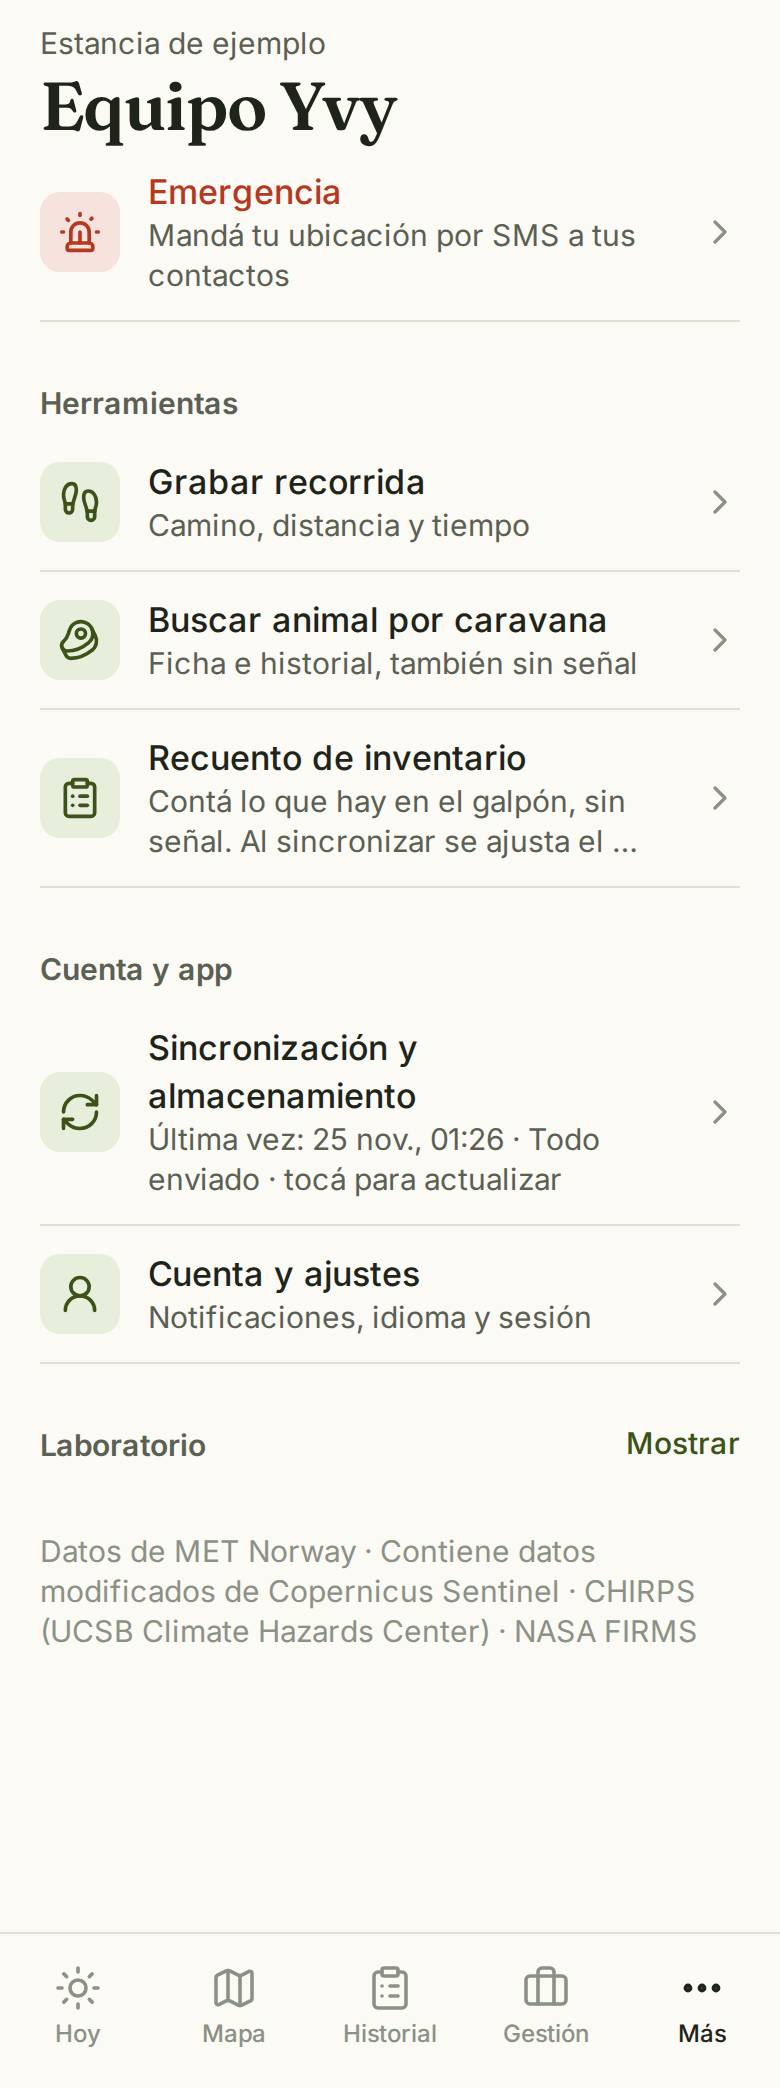 Estancia de ejemplo
Equipo Yvy
Emergencia
Mandá tu ubicación por SMS a tus
contactos
Herramientas
Grabar recorrida
Camino, distancia y tiempo
Buscar animal por caravana
Ficha e historial, también sin señal
Recuento de inventario
Contá lo que hay en el galpón, sin
señal. Al sincronizar se ajusta el ...
Cuenta y app
Sincronización y
almacenamiento
Última vez: 25 nov., 01:26 · Todo
enviado · tocá para actualizar
Cuenta y ajustes
Notificaciones, idioma y sesión
Laboratorio Mostrar
Datos de MET Norway · Contiene datos
modificados de Copernicus Sentinel · CHIRPS
(UCSB Climate Hazards Center) · NASA FIRMS
Hoy Mapa Historial Gestión Más